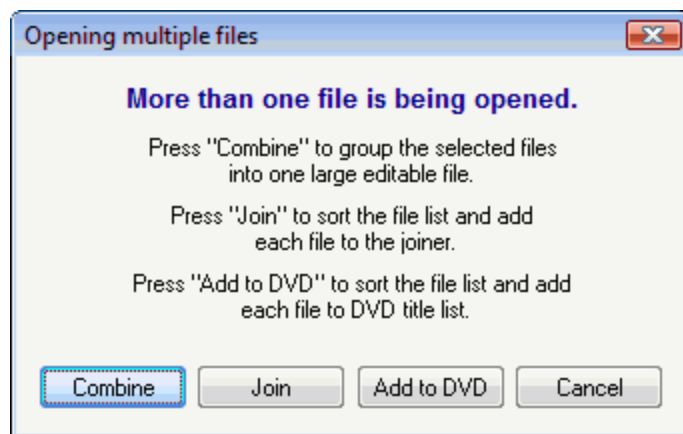 Opening multiple files
More than one file is being opened.
Press "Combine" to group the selected files
into one large editable file.
Press "Join" to sort the file list and add
each file to the joiner.
Press "Add to DVD" to sort the file list and add
each file to DVD title list.
Combine Join Add to DVD Cancel